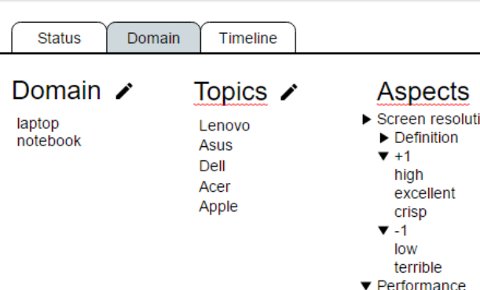 Status
Domain
Timeline
Domain
laptop
notebook
Topics
Lenovo
Asus
Dell
Acer
Apple
Aspects
Screen resoluti
Definition
+1
high
excellent
crisp
-1
low
terrible
Performance